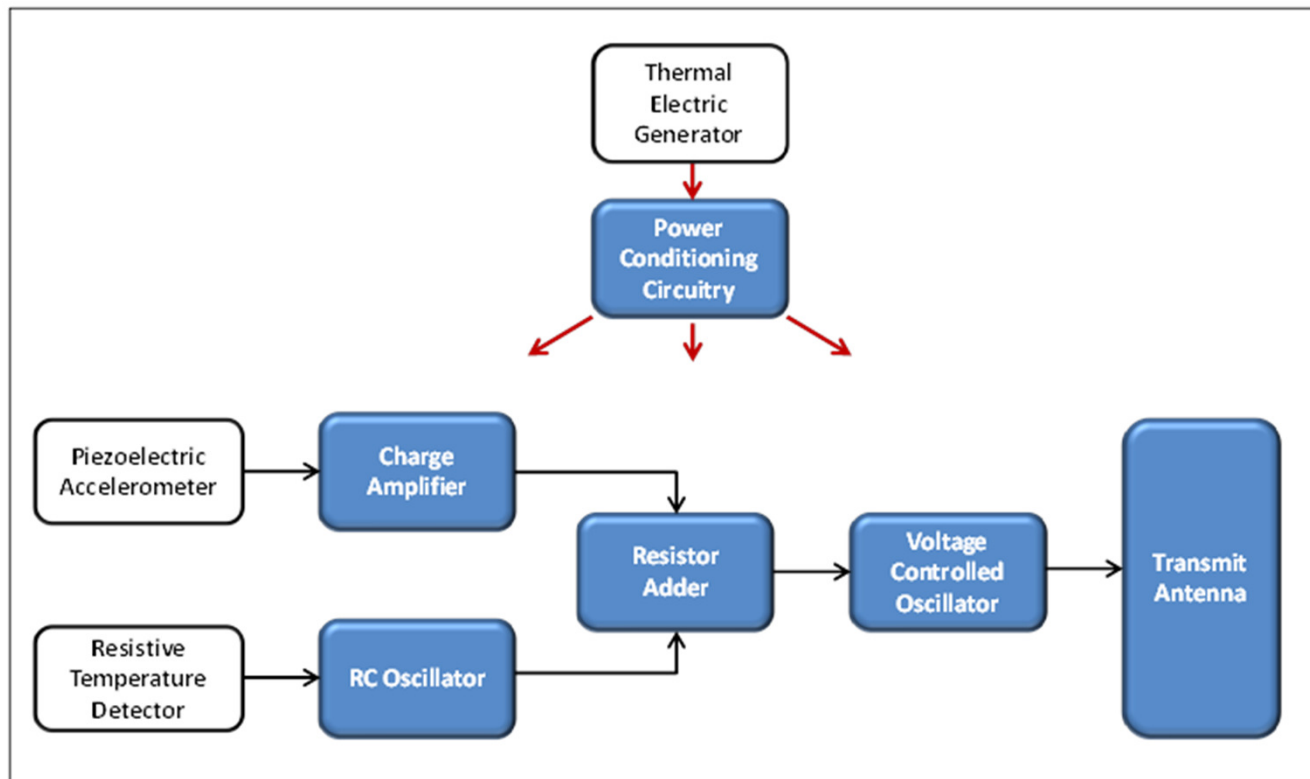 Thermal
Electric
Generator
Power
Conditioning
Circuitry
Piezoelectric
Accelerometer
Charge
Amplifier
Resistor
Adder
Voltage
Controlled
Oscillator
Transmit
Antenna
Resistive
Temperature
Detector
RC Oscillator